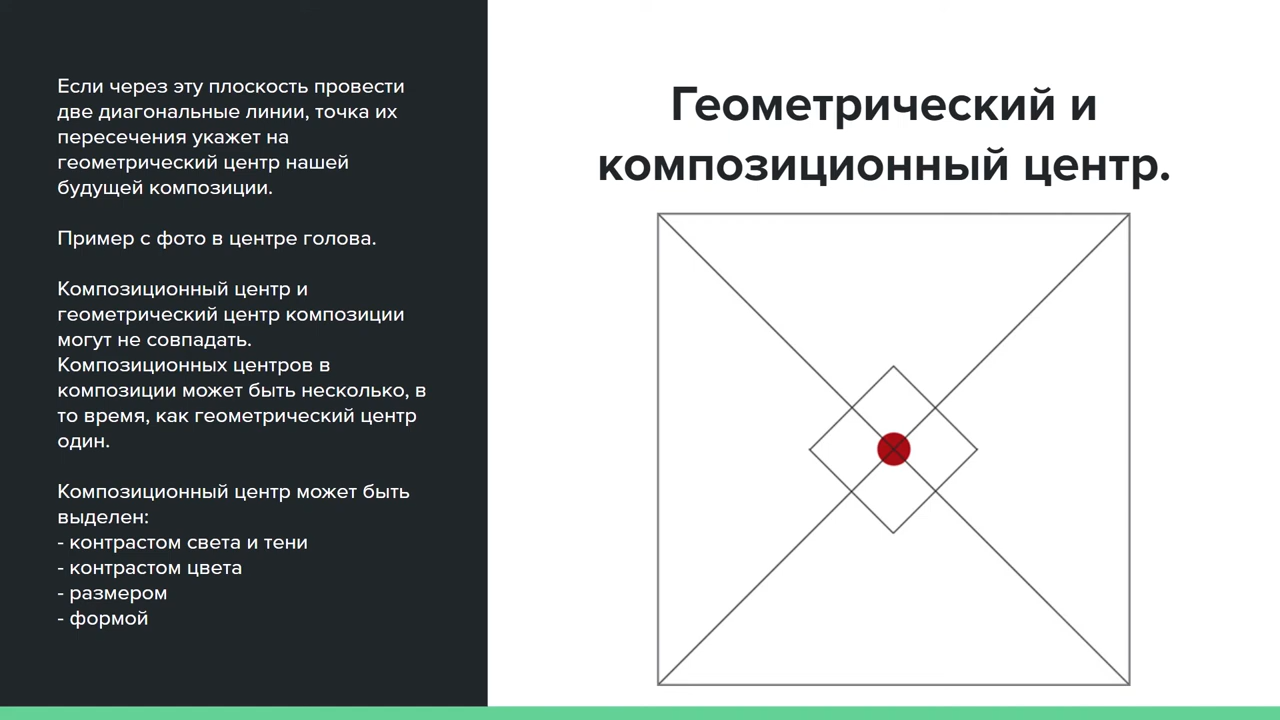 Если через эту плоскость провести
две диагональные линии, точка их
пересечения укажет на
геометрический центр нашей
будущей композиции.
Пример с фото в центре голова.
Композиционный центр и
геометрический центр композиции
могут не совпадать.
Композиционных центров в
композиции может быть несколько, в
то время, как геометрический центр
один.
Композиционный центр может быть
выделен:
- контрастом света и тени
- контрастом цвета
- размером
- формой
Геометрический и
композиционный центр.